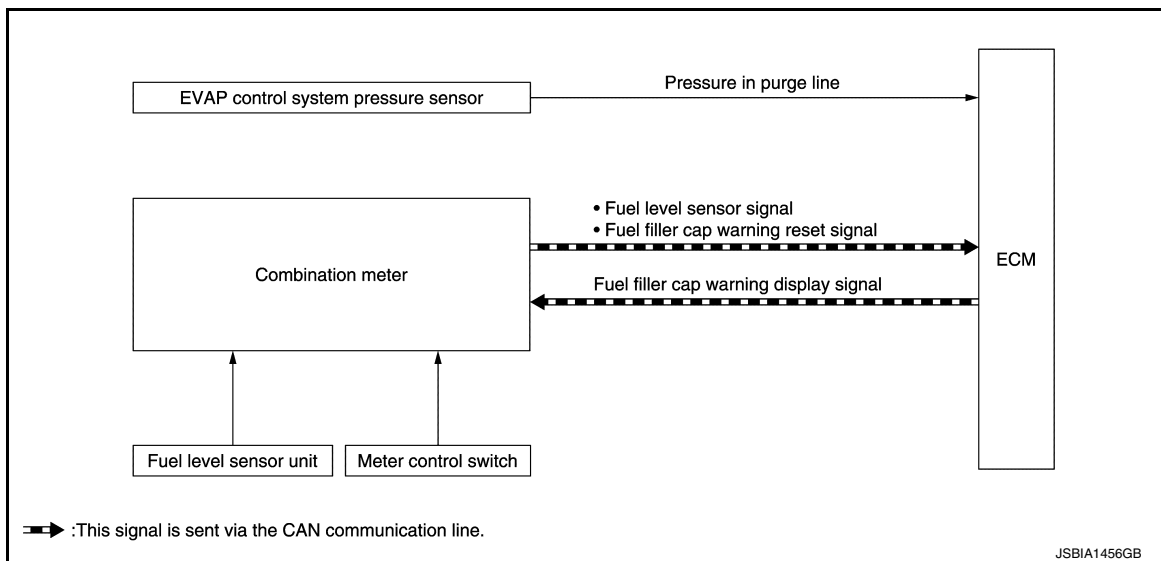 EVAP control system pressure sensor
Pressure in purge line
• Fuel level sensor signal
• Fuel filler cap warning reset signal
Combination meter
Fuel filler cap warning display signal
ECM
Fuel level sensor unit
Meter control switch
:This signal is sent via the CAN communication line.
JSBIA1456GB